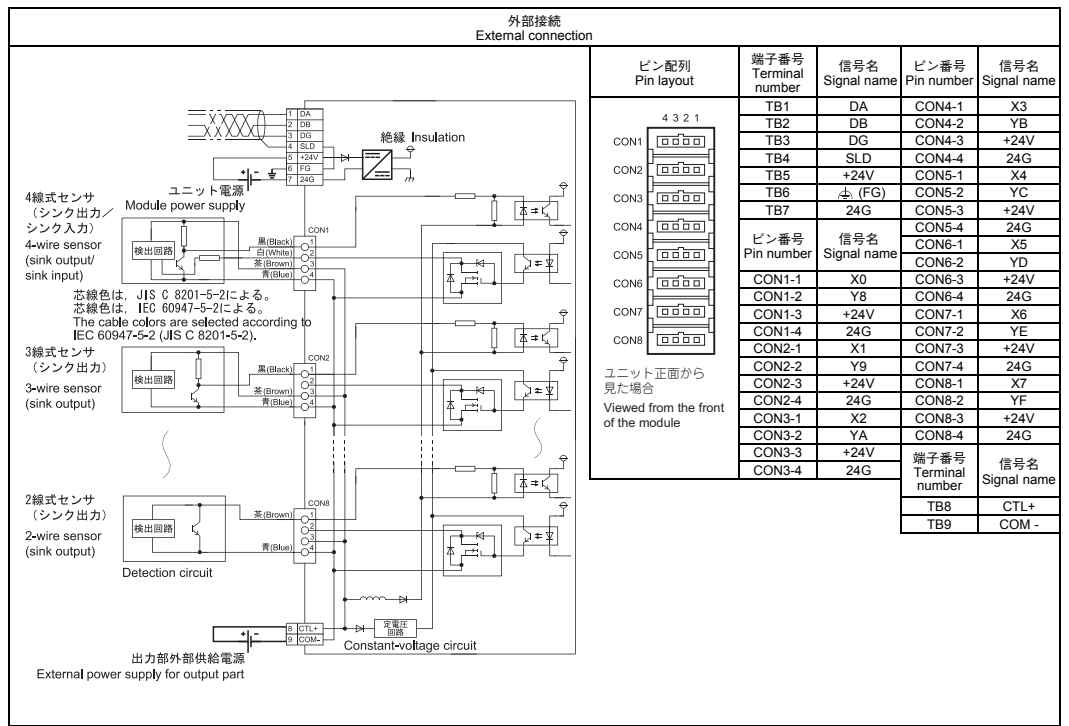 外部接続
External connection
1 DA
2 DB
3 DG
4 SLD
5 +24V
6 FG
7 24G
絶縁 Insulation
ユニット電源
Module power supply
4線式センサ
(シンク出力/
シンク入力)
4-wire sensor
(sink output/
sink input)
検出回路
CON1
黒(Black) 1
白(White) 2
茶(Brown) 3
青(Blue) 4
芯線色は,JIS C 8201-5-2による。
芯線色は,IEC 60947-5-2による。
The cable colors are selected according to
IEC 60947-5-2 (JIS C 8201-5-2).
3線式センサ
(シンク出力)
3-wire sensor
(sink output)
検出回路
CON2
黒(Black) 1
2
茶(Brown) 3
青(Blue) 4
2線式センサ
(シンク出力)
2-wire sensor
(sink output)
検出回路
Detection circuit
CON8
茶(Brown) 1
2
3
青(Blue) 4
+ -
8 CTL+
9 COM-
定電圧
回路
Constant-voltage circuit
出力部外部供給電源
External power supply for output part
ピン配列
Pin layout
4 3 2 1
CON1
CON2
CON3
CON4
CON5
CON6
CON7
CON8
ユニット正面から
見た場合
Viewed from the front
of the module
端子番号
Terminal
number
信号名
Signal name
TB1 DA
TB2 DB
TB3 DG
TB4 SLD
TB5 +24V
TB6 (FG)
TB7 24G
ピン番号
Pin number
信号名
Signal name
CON1-1 X0
CON1-2 Y8
CON1-3 +24V
CON1-4 24G
CON2-1 X1
CON2-2 Y9
CON2-3 +24V
CON2-4 24G
CON3-1 X2
CON3-2 YA
CON3-3 +24V
CON3-4 24G
ピン番号
Pin number
信号名
Signal name
CON4-1 X3
CON4-2 YB
CON4-3 +24V
CON4-4 24G
CON5-1 X4
CON5-2 YC
CON5-3 +24V
CON5-4 24G
CON6-1 X5
CON6-2 YD
CON6-3 +24V
CON6-4 24G
CON7-1 X6
CON7-2 YE
CON7-3 +24V
CON7-4 24G
CON8-1 X7
CON8-2 YF
CON8-3 +24V
CON8-4 24G
端子番号
Terminal
number
信号名
Signal name
TB8 CTL+
TB9 COM -